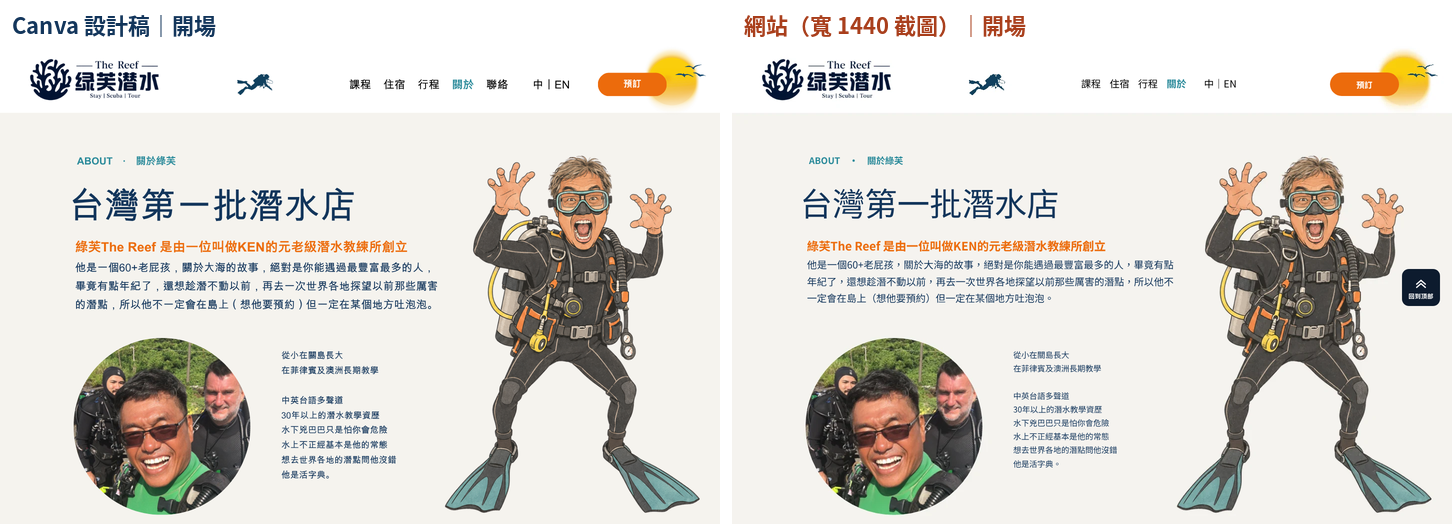 Canva 設計稿｜開場
The Reef
绿芙潜水
Stay | Scuba | Tour
課程 住宿 行程 關於 聯絡 中 | EN
預訂
ABOUT · 關於綠芙
台灣第一批潛水店
綠芙The Reef 是由一位叫做KEN的元老級潛水教練所創立
他是一個60+老屁孩，關於大海的故事，絕對是你能遇過最豐富最多的人，
畢竟有點年紀了，還想趁潛不動以前，再去一次世界各地探望以前那些厲害
的潛點，所以他不一定會在島上（想他要預約）但一定在某個地方吐泡泡。
從小在關島長大
在菲律賓及澳洲長期教學
中英台語多聲道
30年以上的潛水教學資歷
水下兇巴巴只是怕你會危險
水上不正經基本是他的常態
想去世界各地的潛點問他沒錯
他是活字典。
網站（寬 1440 截圖）｜開場
The Reef
绿芙潜水
Stay | Scuba | Tour
課程 住宿 行程 關於 中 | EN
預訂
ABOUT • 關於綠芙
台灣第一批潛水店
綠芙The Reef 是由一位叫做KEN的元老級潛水教練所創立
他是一個60+老屁孩，關於大海的故事，絕對是你能遇過最豐富最多的人，畢竟有點
年紀了，還想趁潛不動以前，再去一次世界各地探望以前那些厲害的潛點，所以他不
一定會在島上（想他要預約）但一定在某個地方吐泡泡。
回到頂部
從小在關島長大
在菲律賓及澳洲長期教學
中英台語多聲道
30年以上的潛水教學資歷
水下兇巴巴只是怕你會危險
水上不正經基本是他的常態
想去世界各地的潛點問他沒錯
他是活字典。